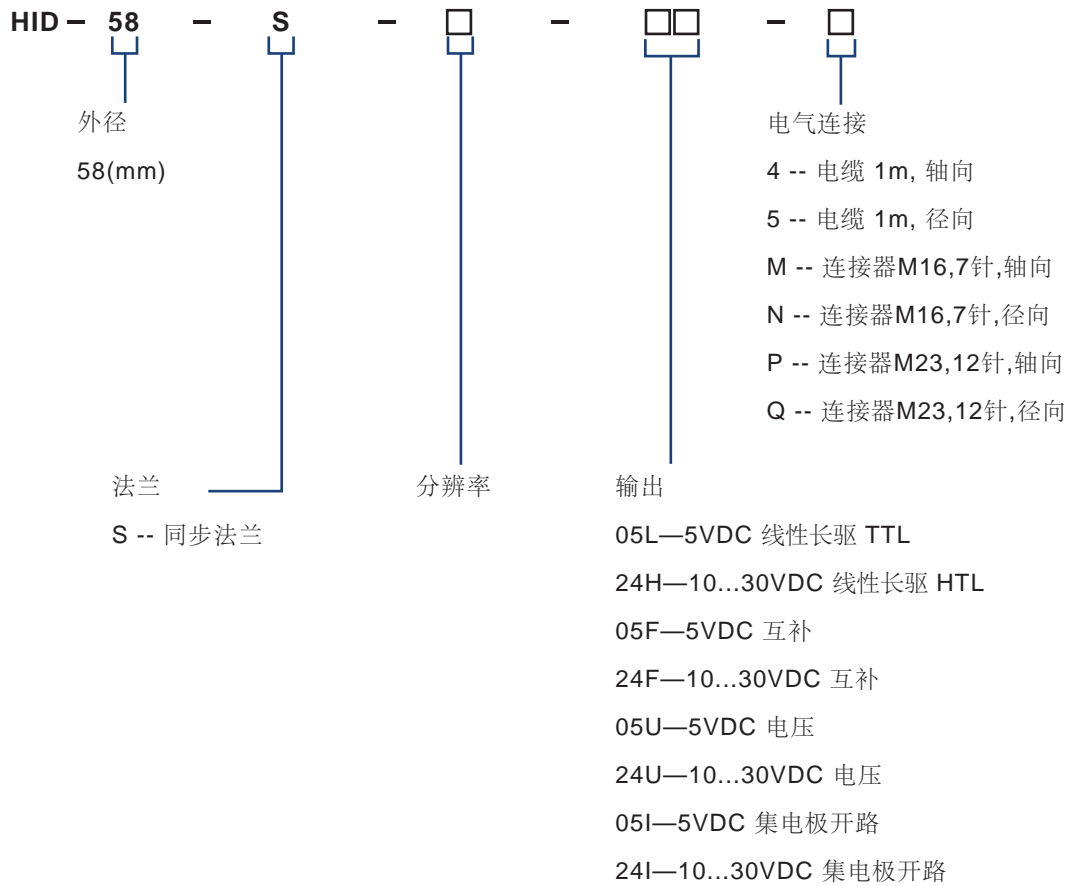 HID – 58 – S – □ – □□ – □
外径
58(mm)
电气连接
4 -- 电缆 1m, 轴向
5 -- 电缆 1m, 径向
M -- 连接器M16,7针,轴向
N -- 连接器M16,7针,径向
P -- 连接器M23,12针,轴向
Q -- 连接器M23,12针,径向
法兰
S -- 同步法兰
分辨率
输出
05L—5VDC 线性长驱 TTL
24H—10...30VDC 线性长驱 HTL
05F—5VDC 互补
24F—10...30VDC 互补
05U—5VDC 电压
24U—10...30VDC 电压
05I—5VDC 集电极开路
24I—10...30VDC 集电极开路